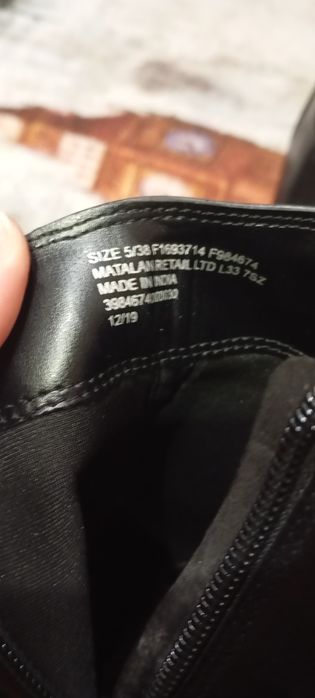 SIZE 5/38 F1693714 F984674
MATALAN RETAIL LTD L33 7SZ
MADE IN INDIA
12/19